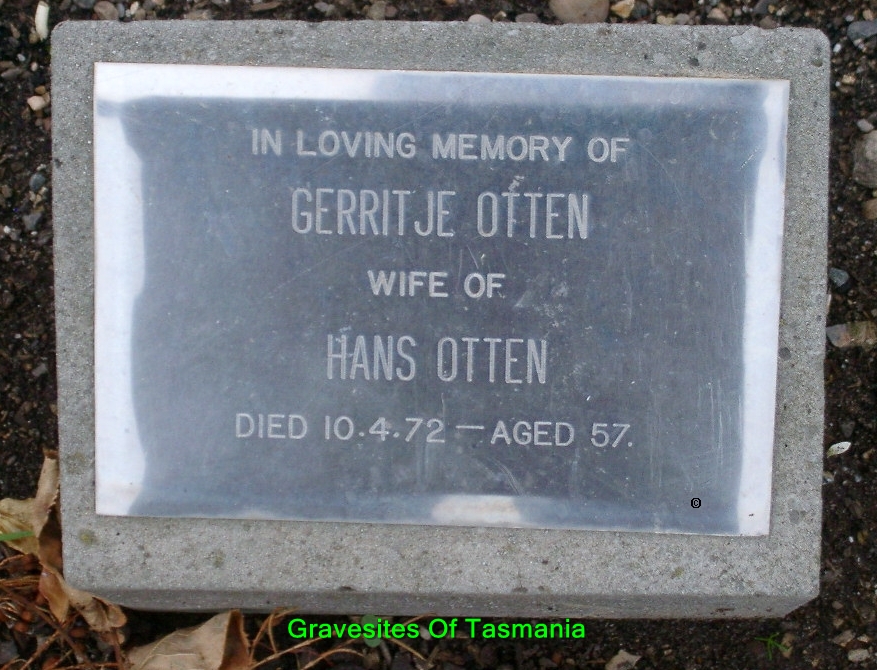 IN LOVING MEMORY OF
GERRITJE OTTEN
WIFE OF
HANS OTTEN
DIED 10.4.72 — AGED 57.
©
Gravesites Of Tasmania